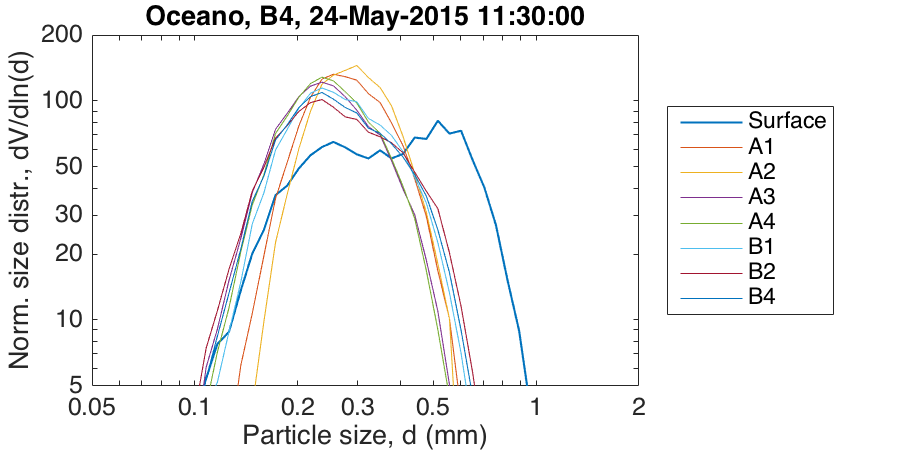 Oceano, B4, 24-May-2015 11:30:00
Norm. size distr., dV/dln(d)
200
100
50
30
20
10
5
0.05
0.1
0.2
0.3
0.5
1
2
Particle size, d (mm)
Surface
A1
A2
A3
A4
B1
B2
B4